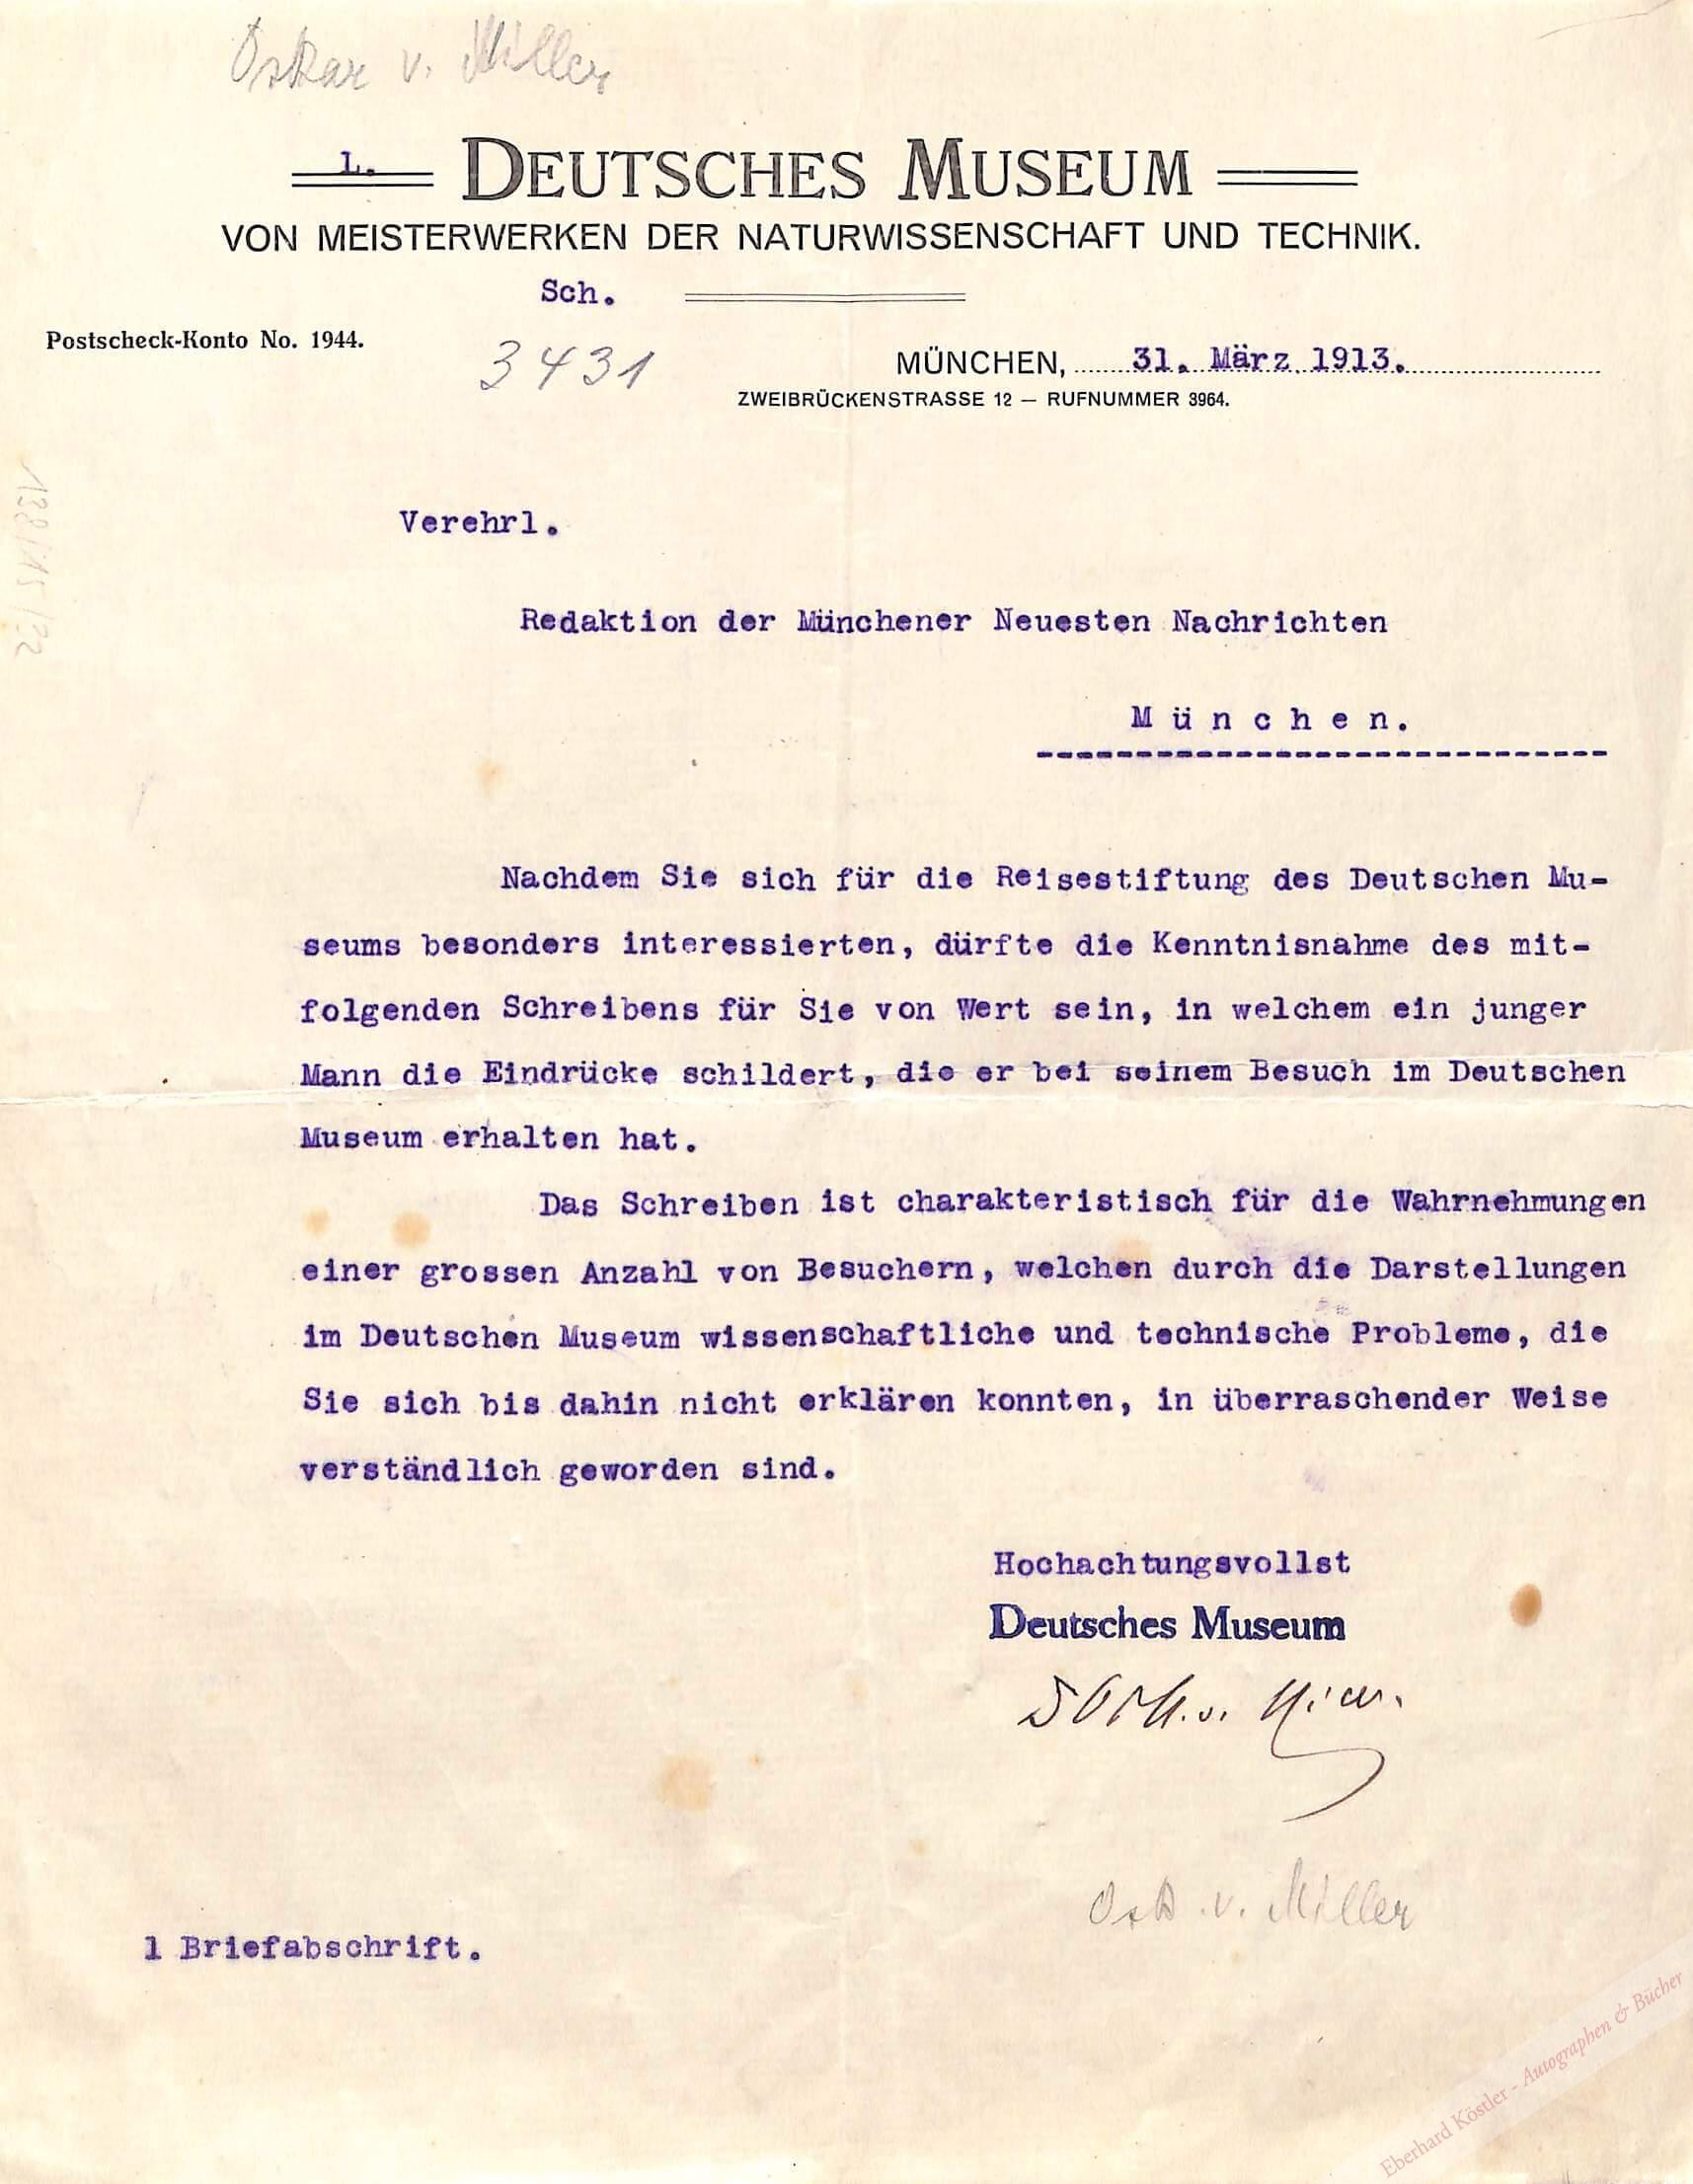 Oskar v. Miller
L.
DEUTSCHES MUSEUM
VON MEISTERWERKEN DER NATURWISSENSCHAFT UND TECHNIK.
Sch.
Postscheck-Konto No. 1944.
3431
MÜNCHEN, 31. März 1913.
ZWEIBRÜCKENSTRASSE 12 — RUFNUMMER 3964.
Verehrl.
Redaktion der Münchener Neuesten Nachrichten
München.
Nachdem Sie sich für die Reisestiftung des Deutschen Mu-
seums besonders interessierten, dürfte die Kenntnisnahme des mit-
folgenden Schreibens für Sie von Wert sein, in welchem ein junger
Mann die Eindrücke schildert, die er bei seinem Besuch im Deutschen
Museum erhalten hat.
Das Schreiben ist charakteristisch für die Wahrnehmungen
einer grossen Anzahl von Besuchern, welchen durch die Darstellungen
im Deutschen Museum wissenschaftliche und technische Probleme, die
Sie sich bis dahin nicht erklären konnten, in überraschender Weise
verständlich geworden sind.
Hochachtungsvollst
Deutsches Museum
Osk. v. Miller
1 Briefabschrift.
Eberhard Köstler - Autographen & Bücher